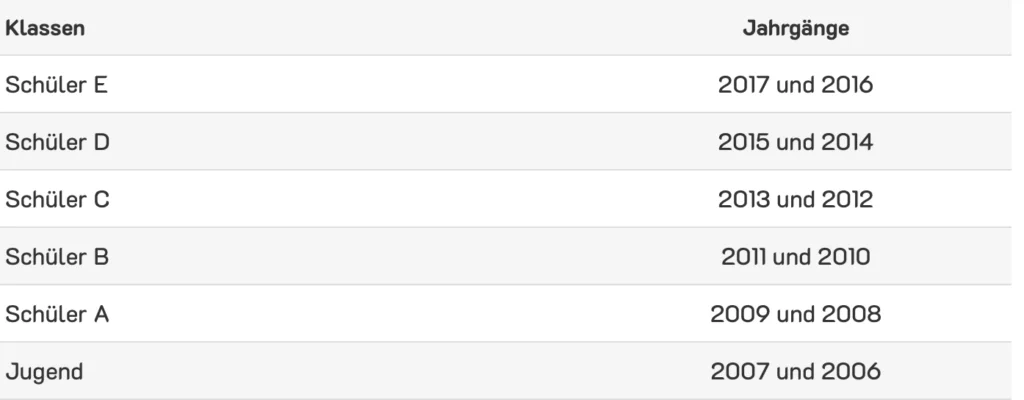 Klassen Jahrgänge
Schüler E 2017 und 2016
Schüler D 2015 und 2014
Schüler C 2013 und 2012
Schüler B 2011 und 2010
Schüler A 2009 und 2008
Jugend 2007 und 2006